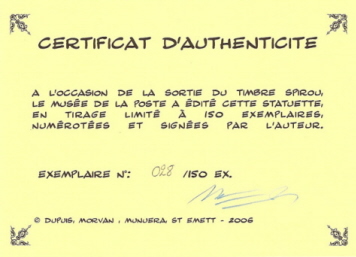 CERTIFICAT D'AUTHENTICITE
A L'OCCASION DE LA SORTIE DU TIMBRE SPIROU,
LE MUSÉE DE LA POSTE A ÉDITÉ CETTE STATUETTE,
EN TIRAGE LIMITÉ À 150 EXEMPLAIRES,
NUMÉROTÉES ET SIGNÉES PAR L'AUTEUR.
EXEMPLAIRE N°: 028 /150 EX.
© DUPUIS, MORVAN , MUNUERA, ST EMETT - 2006